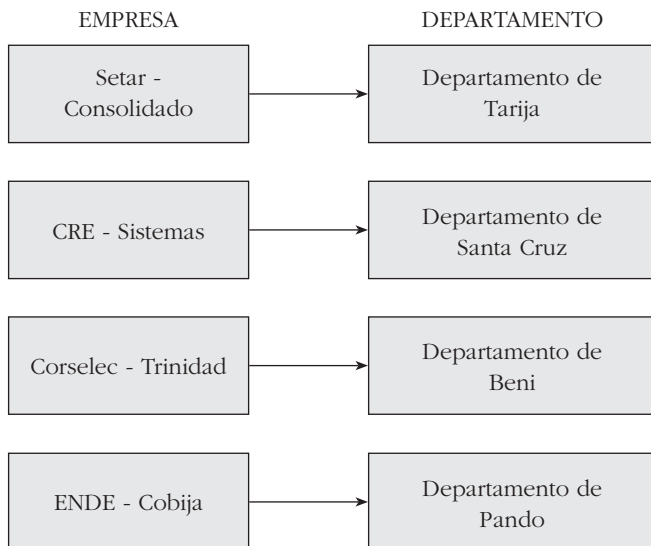 EMPRESA
DEPARTAMENTO
Setar -
Consolidado
Departamento de
Tarija
CRE - Sistemas
Departamento de
Santa Cruz
Corselec - Trinidad
Departamento de
Beni
ENDE - Cobija
Departamento de
Pando